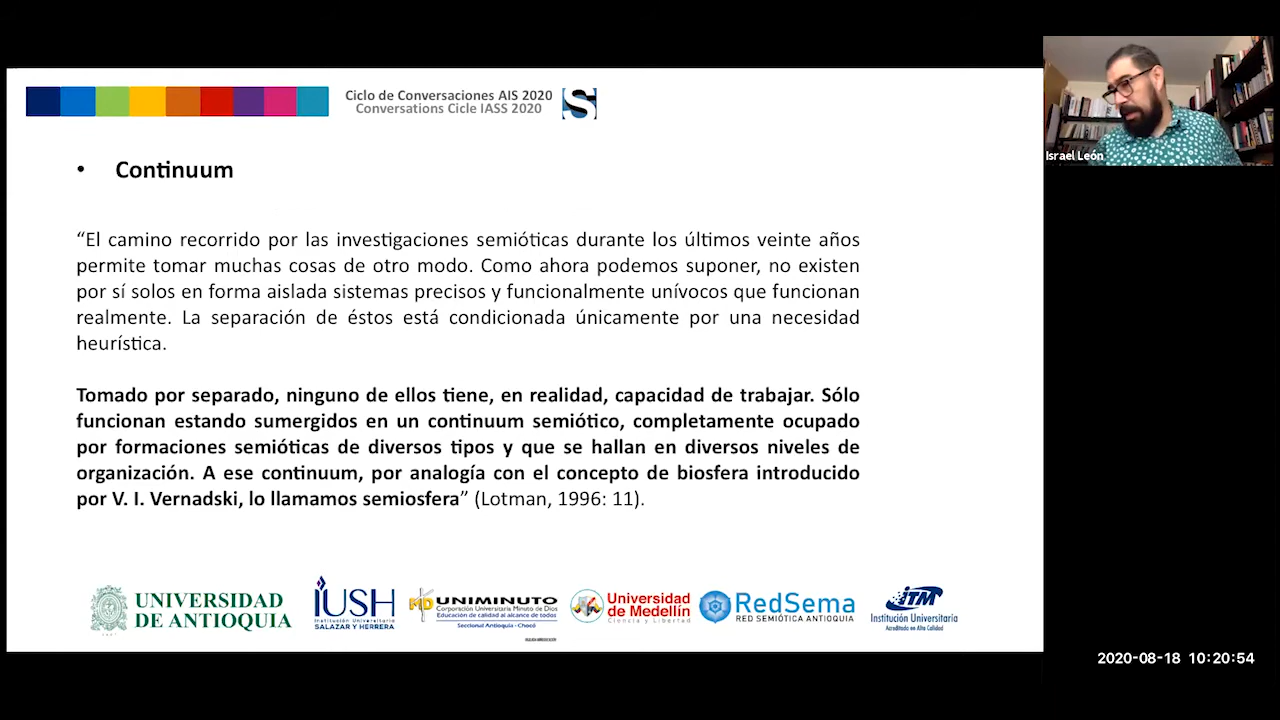 Ciclo de Conversaciones AIS 2020
Conversations Cicle IASS 2020
S
Israel León
• Continuum
“El camino recorrido por las investigaciones semióticas durante los últimos veinte años
permite tomar muchas cosas de otro modo. Como ahora podemos suponer, no existen
por sí solos en forma aislada sistemas precisos y funcionalmente unívocos que funcionan
realmente. La separación de éstos está condicionada únicamente por una necesidad
heurística.
Tomado por separado, ninguno de ellos tiene, en realidad, capacidad de trabajar. Sólo
funcionan estando sumergidos en un continuum semiótico, completamente ocupado
por formaciones semióticas de diversos tipos y que se hallan en diversos niveles de
organización. A ese continuum, por analogía con el concepto de biosfera introducido
por V. I. Vernadski, lo llamamos semiosfera” (Lotman, 1996: 11).
UNIVERSIDAD
DE ANTIOQUIA
IUSH
Institución Universitaria
SALAZAR Y HERRERA
MD UNIMINUTO
Corporación Universitaria Minuto de Dios
Educación de calidad al alcance de todos
Seccional Antioquia - Chocó
Universidad
de Medellín
Ciencia y Libertad
RedSema
RED SEMIÓTICA ANTIOQUIA
ITM
Institución Universitaria
Acreditada en Alta Calidad
2020-08-18 10:20:54